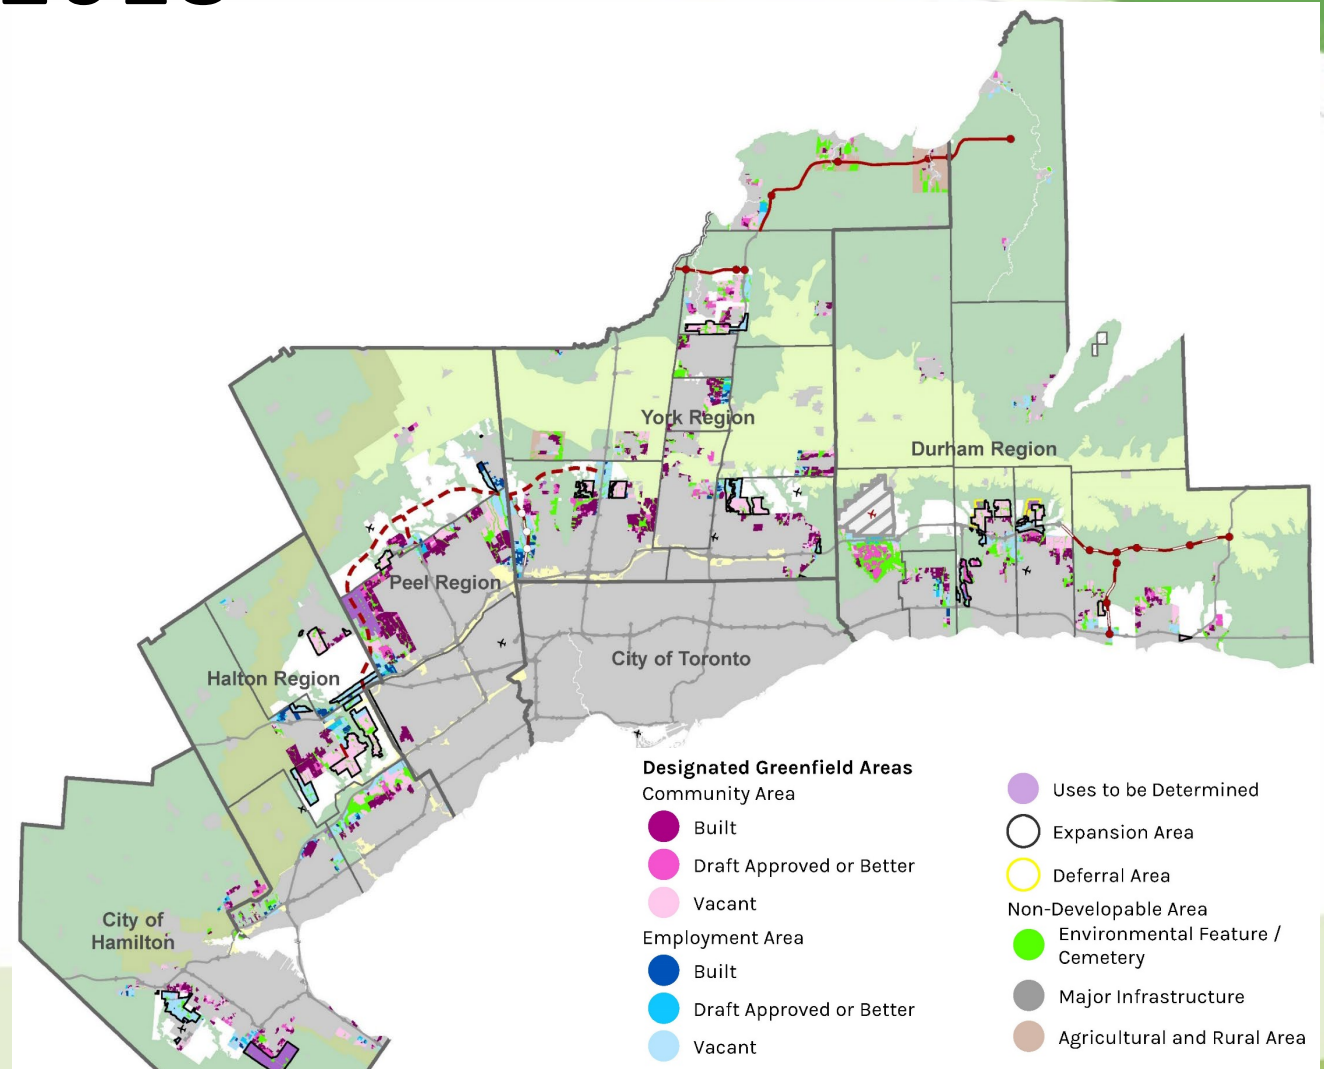 York Region
Durham Region
Peel Region
City of Toronto
Halton Region
City of
Hamilton
Designated Greenfield Areas
Community Area
Built
Draft Approved or Better
Vacant
Employment Area
Built
Draft Approved or Better
Vacant
Uses to be Determined
Expansion Area
Deferral Area
Non-Developable Area
Environmental Feature /
Cemetery
Major Infrastructure
Agricultural and Rural Area